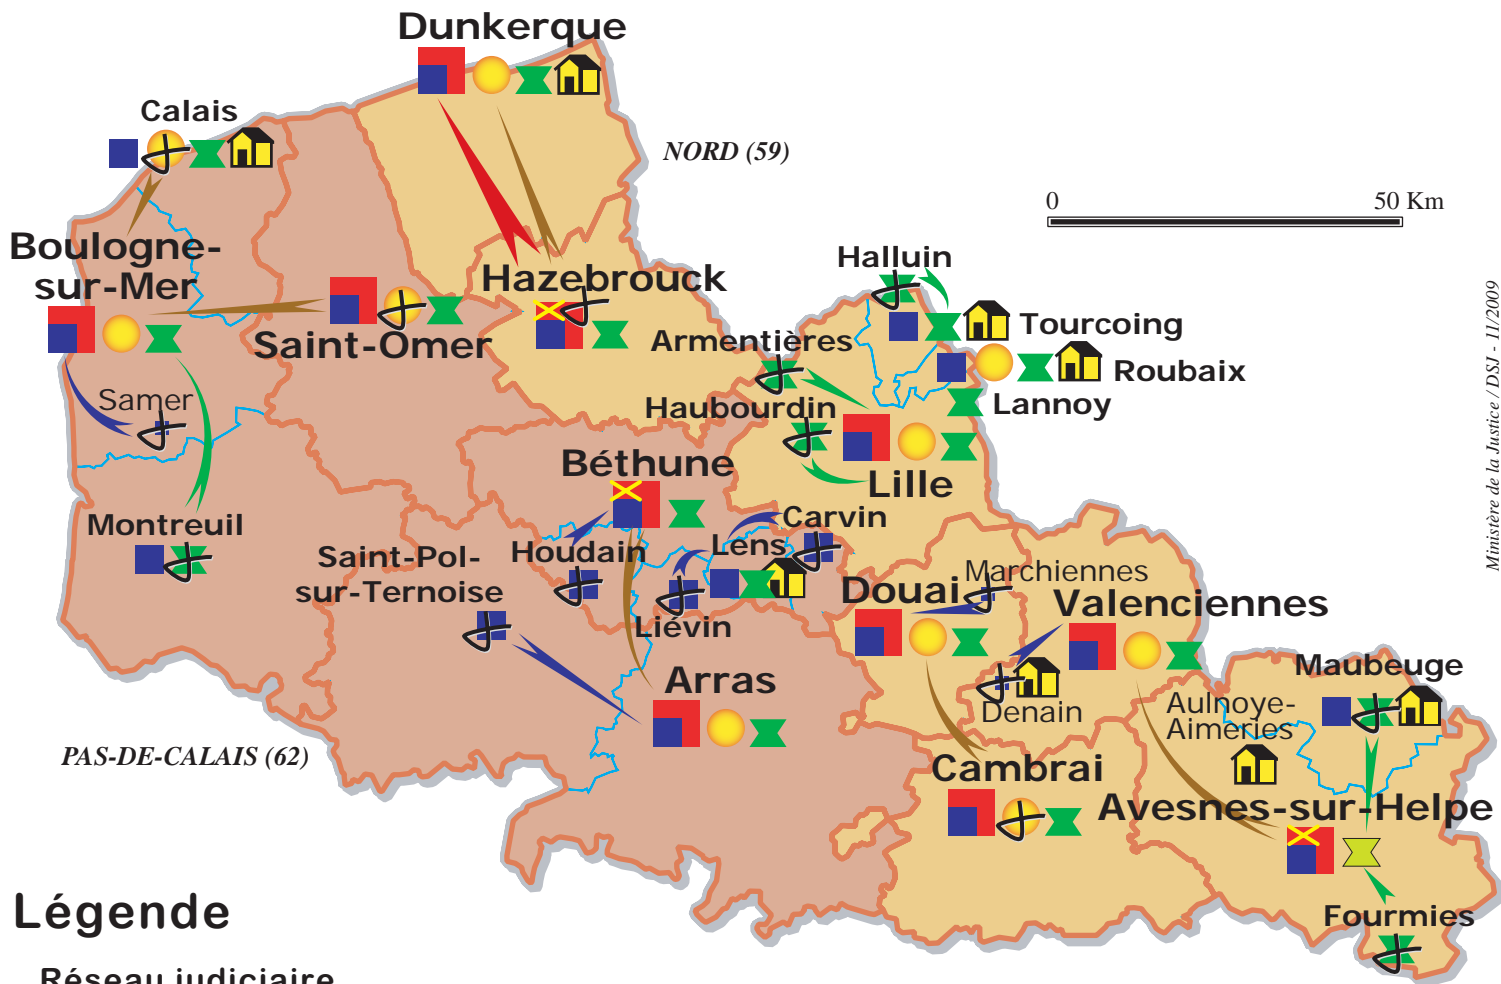 Dunkerque
Calais
NORD (59)
0 50 Km
Boulogne-
sur-Mer
Halluin
Hazebrouck
Tourcoing
Saint-Omer
Armentières
Roubaix
Samer
Haubourdin
Lannoy
Béthune
Lille
Montreuil
Carvin
Saint-Pol-
sur-Ternoise
Houdain
Lens
Marchiennes
Douai
Valenciennes
Liévin
Maubeuge
Arras
Denain
Aulnoye-
Aimeries
PAS-DE-CALAIS (62)
Cambrai
Avesnes-sur-Helpe
Fourmies
Ministère de la Justice / DSJ - 11/2009
Légende
Réseau judiciaire